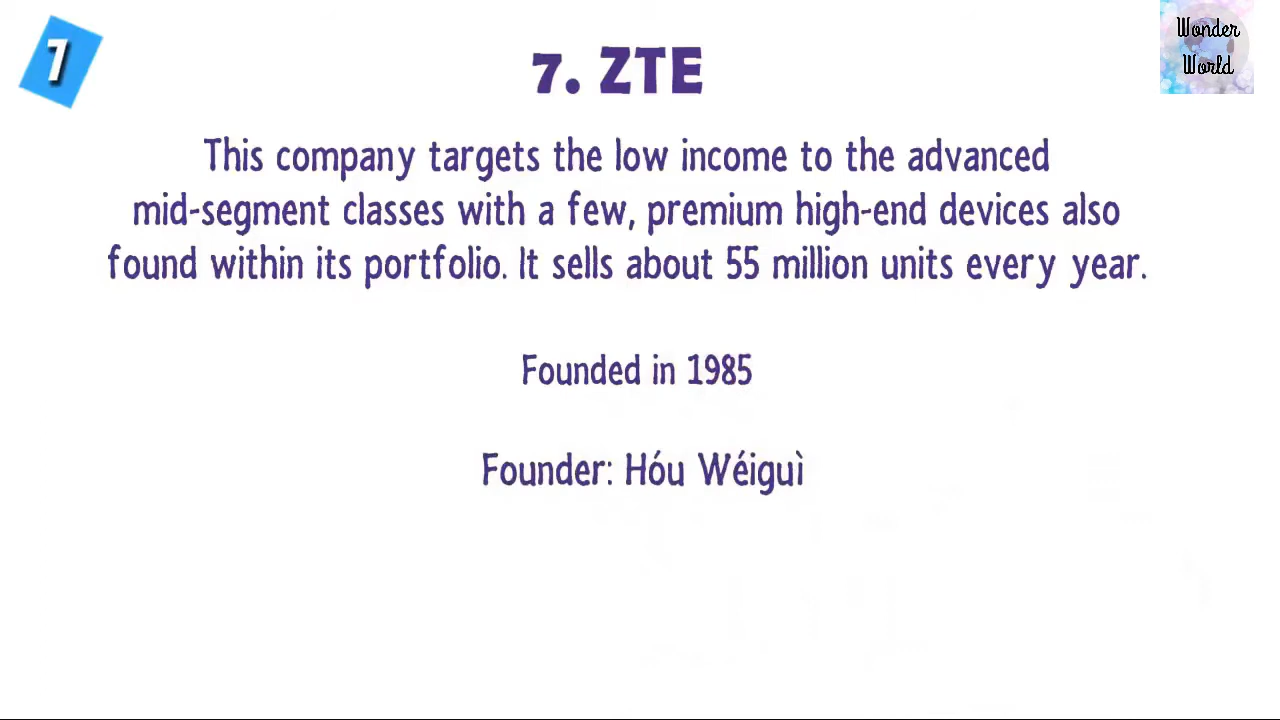 7
7. ZTE
Wonder
World
This company targets the low income to the advanced
mid-segment classes with a few, premium high-end devices also
found within its portfolio. It sells about 55 million units every year.
Founded in 1985
Founder: Hóu Wéiguì